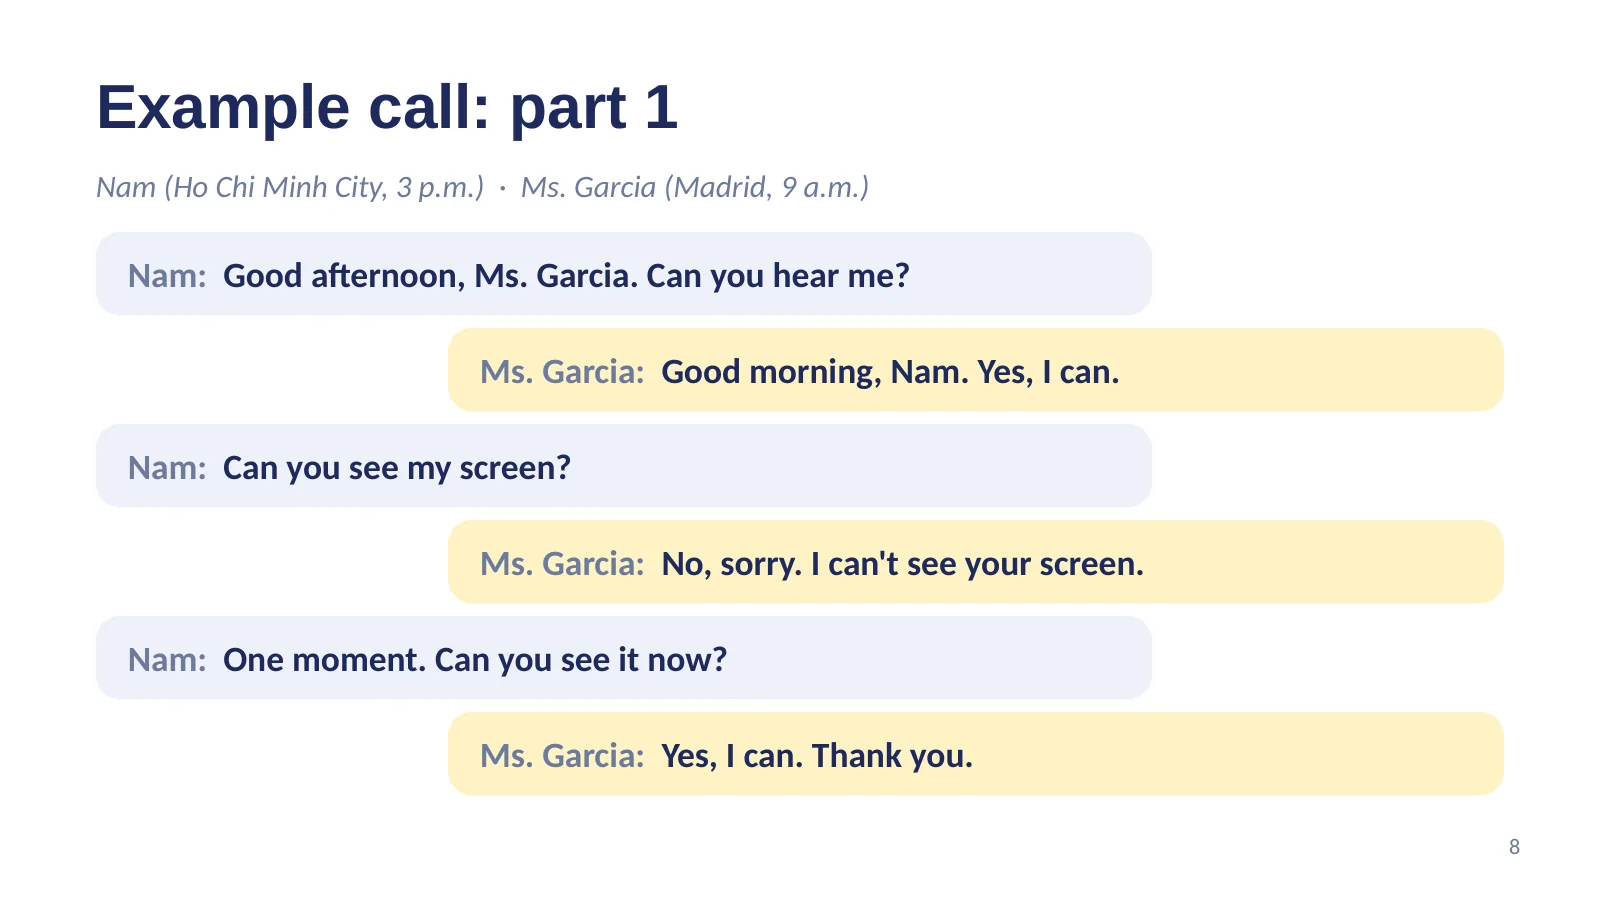 Example call: part 1
Nam (Ho Chi Minh City, 3 p.m.) · Ms. Garcia (Madrid, 9 a.m.)
Nam: Good afternoon, Ms. Garcia. Can you hear me?
Ms. Garcia: Good morning, Nam. Yes, I can.
Nam: Can you see my screen?
Ms. Garcia: No, sorry. I can't see your screen.
Nam: One moment. Can you see it now?
Ms. Garcia: Yes, I can. Thank you.
8